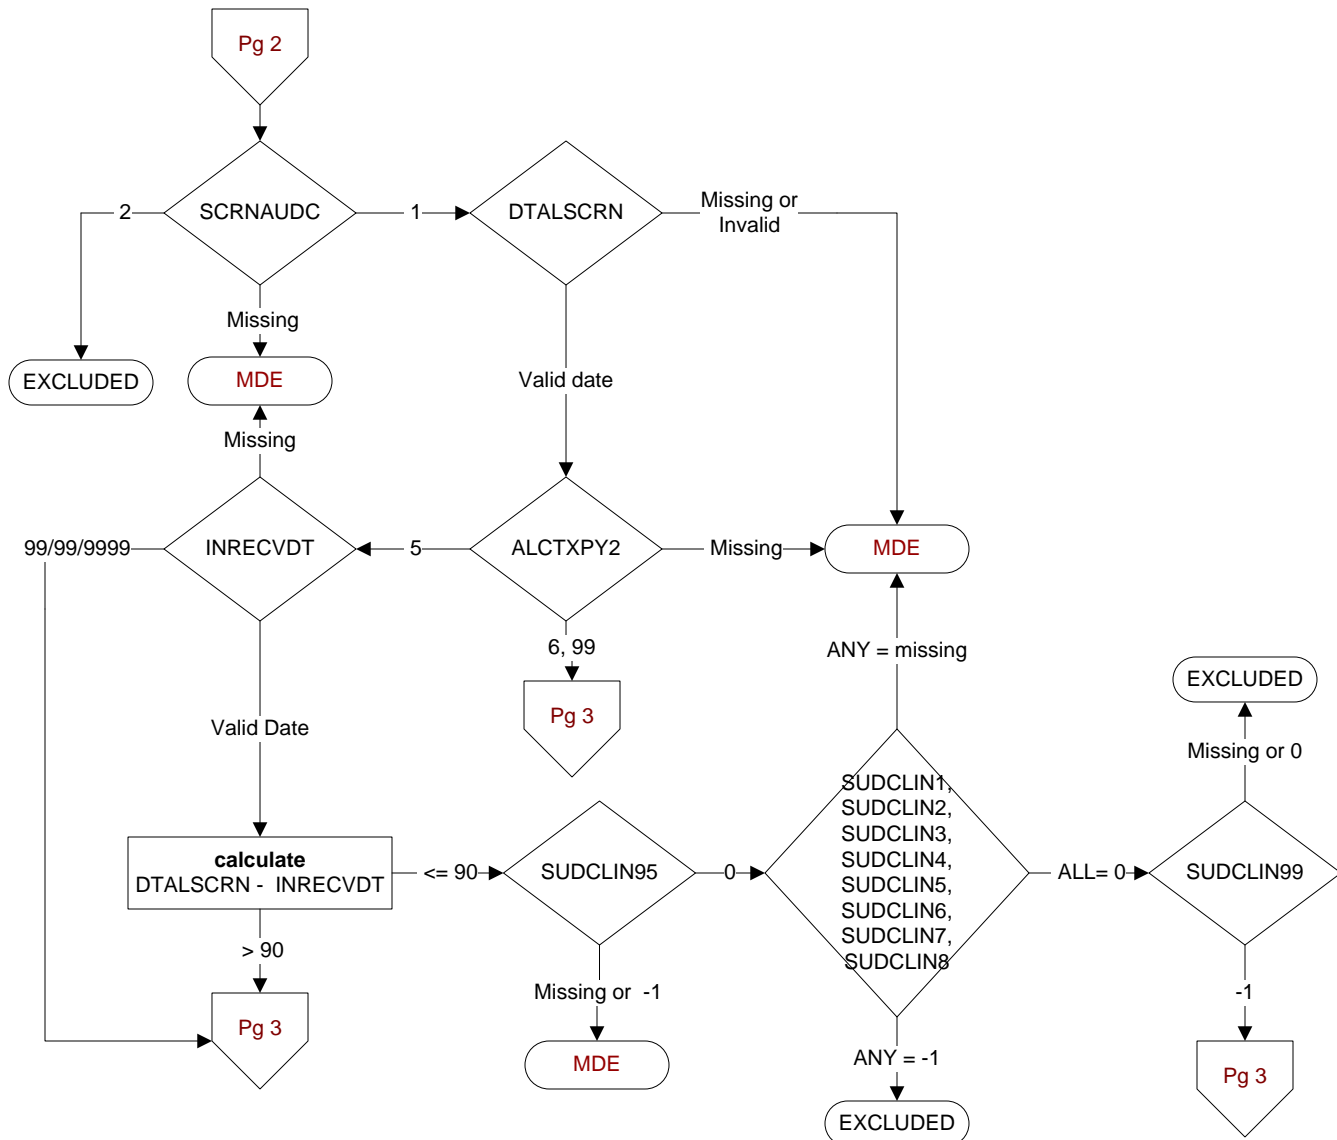 Pg 2
2
SCRNAUDC
1
DTALSCRN
Missing or
Invalid
Missing
EXCLUDED
MDE
Valid date
Missing
99/99/9999
INRECVDT
5
ALCTXPY2
Missing
MDE
6, 99
ANY = missing
EXCLUDED
Pg 3
Valid Date
Missing or 0
calculate
DTALSCRN - INRECVDT
<= 90
SUDCLIN95
0
SUDCLIN1,
SUDCLIN2,
SUDCLIN3,
SUDCLIN4,
SUDCLIN5,
SUDCLIN6,
SUDCLIN7,
SUDCLIN8
ALL= 0
SUDCLIN99
> 90
Missing or -1
-1
Pg 3
MDE
ANY = -1
Pg 3
EXCLUDED